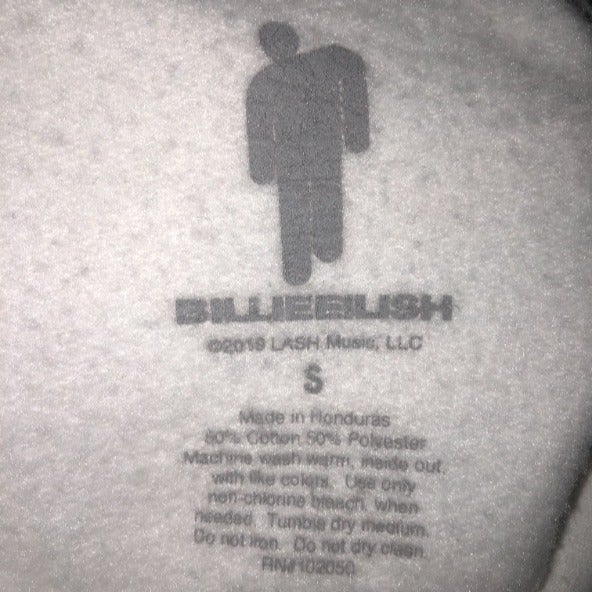 BILLIE EILISH
©2019 LASH Music, LLC
S
Made in Honduras
50% Cotton 50% Polyester
Machine wash warm, inside out,
with like colors. Use only
non-chlorine bleach, when
needed. Tumble dry medium.
Do not iron. Do not dry clean.
RN#102050